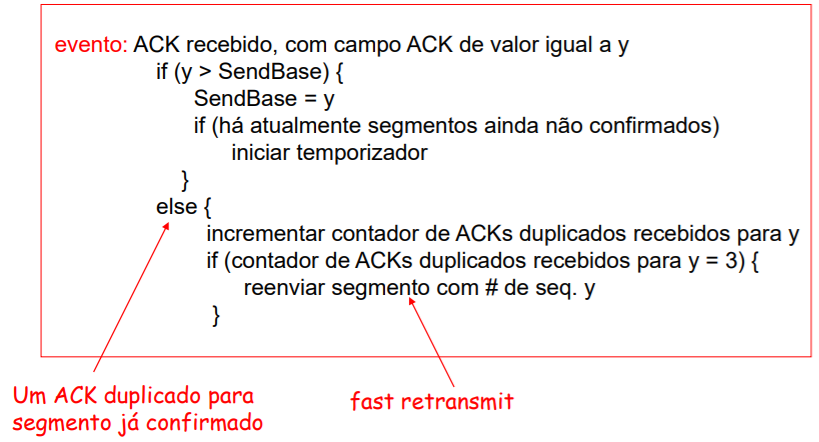 evento: ACK recebido, com campo ACK de valor igual a y
if (y > SendBase) {
SendBase = y
if (há atualmente segmentos ainda não confirmados)
iniciar temporizador
}
else {
incrementar contador de ACKs duplicados recebidos para y
if (contador de ACKs duplicados recebidos para y = 3) {
reenviar segmento com # de seq. y
}
Um ACK duplicado para
segmento já confirmado
fast retransmit